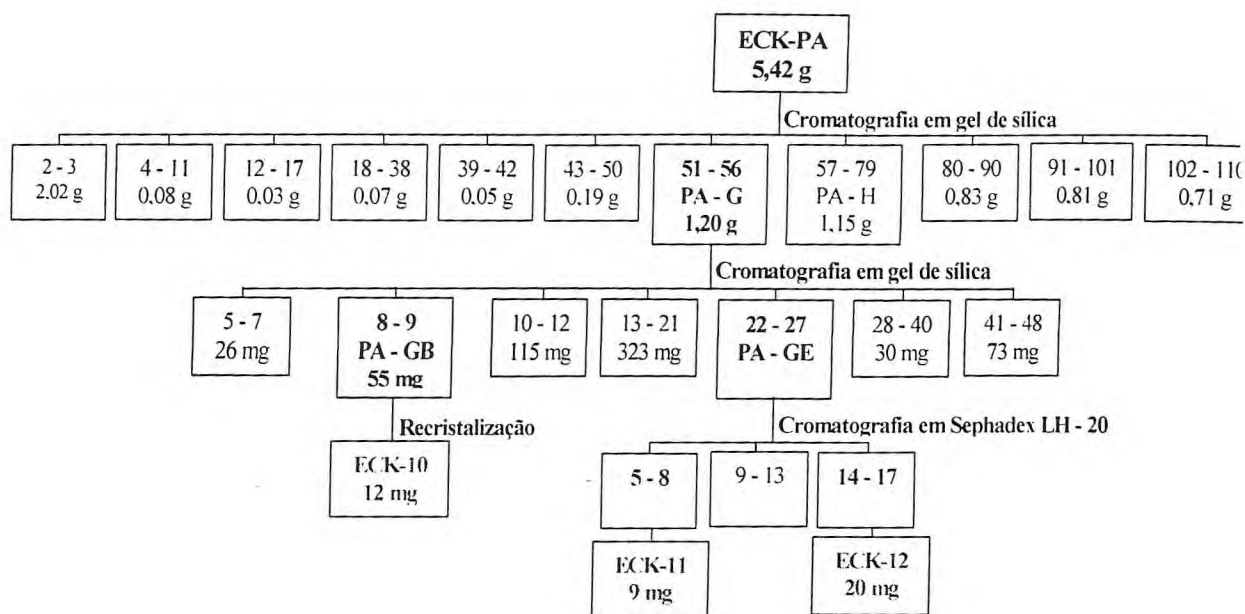 ECK-PA
5,42 g
Cromatografia em gel de sílica
2 - 3
2.02 g
4 - 11
0,08 g
12 - 17
0.03 g
18 - 38
0,07 g
39 - 42
0,05 g
43 - 50
0,19 g
51 - 56
PA - G
1,20 g
57 - 79
PA - H
1,15 g
80 - 90
0,83 g
91 - 101
0,81 g
102 - 110
0,71 g
Cromatografia em gel de sílica
5 - 7
26 mg
8 - 9
PA - GB
55 mg
10 - 12
115 mg
13 - 21
323 mg
22 - 27
PA - GE
28 - 40
30 mg
41 - 48
73 mg
Recristalização
Cromatografia em Sephadex LH - 20
ECK-10
12 mg
5 - 8
9 - 13
14 - 17
ECK-11
9 mg
ECK-12
20 mg